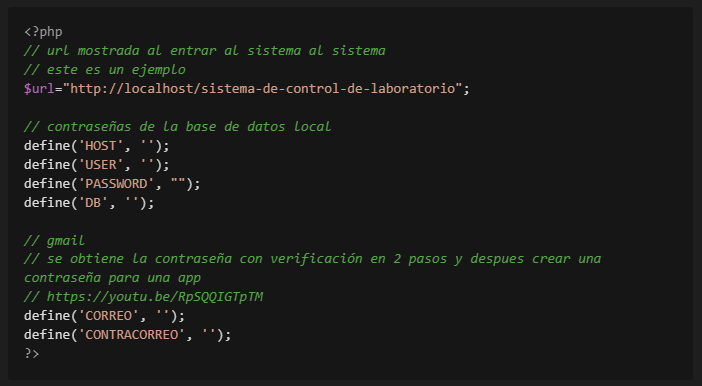 <?php
// url mostrada al entrar al sistema al sistema
// este es un ejemplo
$url="http://localhost/sistema-de-control-de-laboratorio";
// contraseñas de la base de datos local
define('HOST', '');
define('USER', '');
define('PASSWORD', "");
define('DB', '');
// gmail
// se obtiene la contraseña con verificación en 2 pasos y despues crear una
contraseña para una app
// https://youtu.be/RpSQQIGTpTM
define('CORREO', '');
define('CONTRACORREO', '');
?>